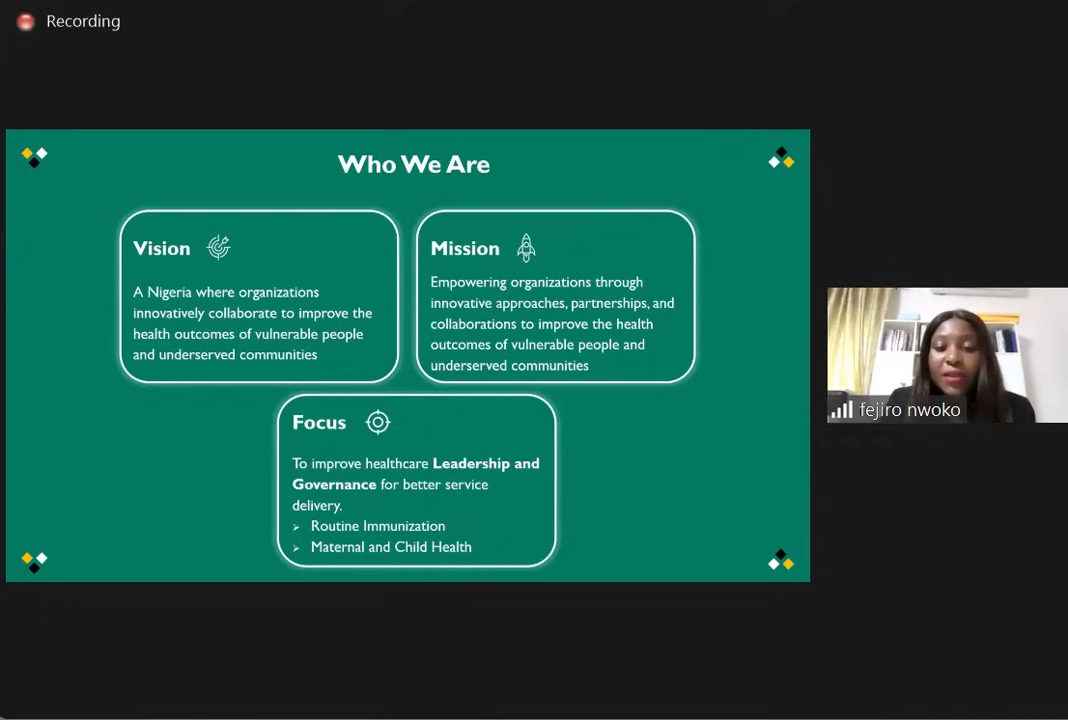 Recording
Who We Are
Vision
A Nigeria where organizations
innovatively collaborate to improve the
health outcomes of vulnerable people
and underserved communities
Mission
Empowering organizations through
innovative approaches, partnerships, and
collaborations to improve the health
outcomes of vulnerable people and
underserved communities
Focus
To improve healthcare Leadership and
Governance for better service
delivery.
➢ Routine Immunization
➢ Maternal and Child Health
fejiro nwoko